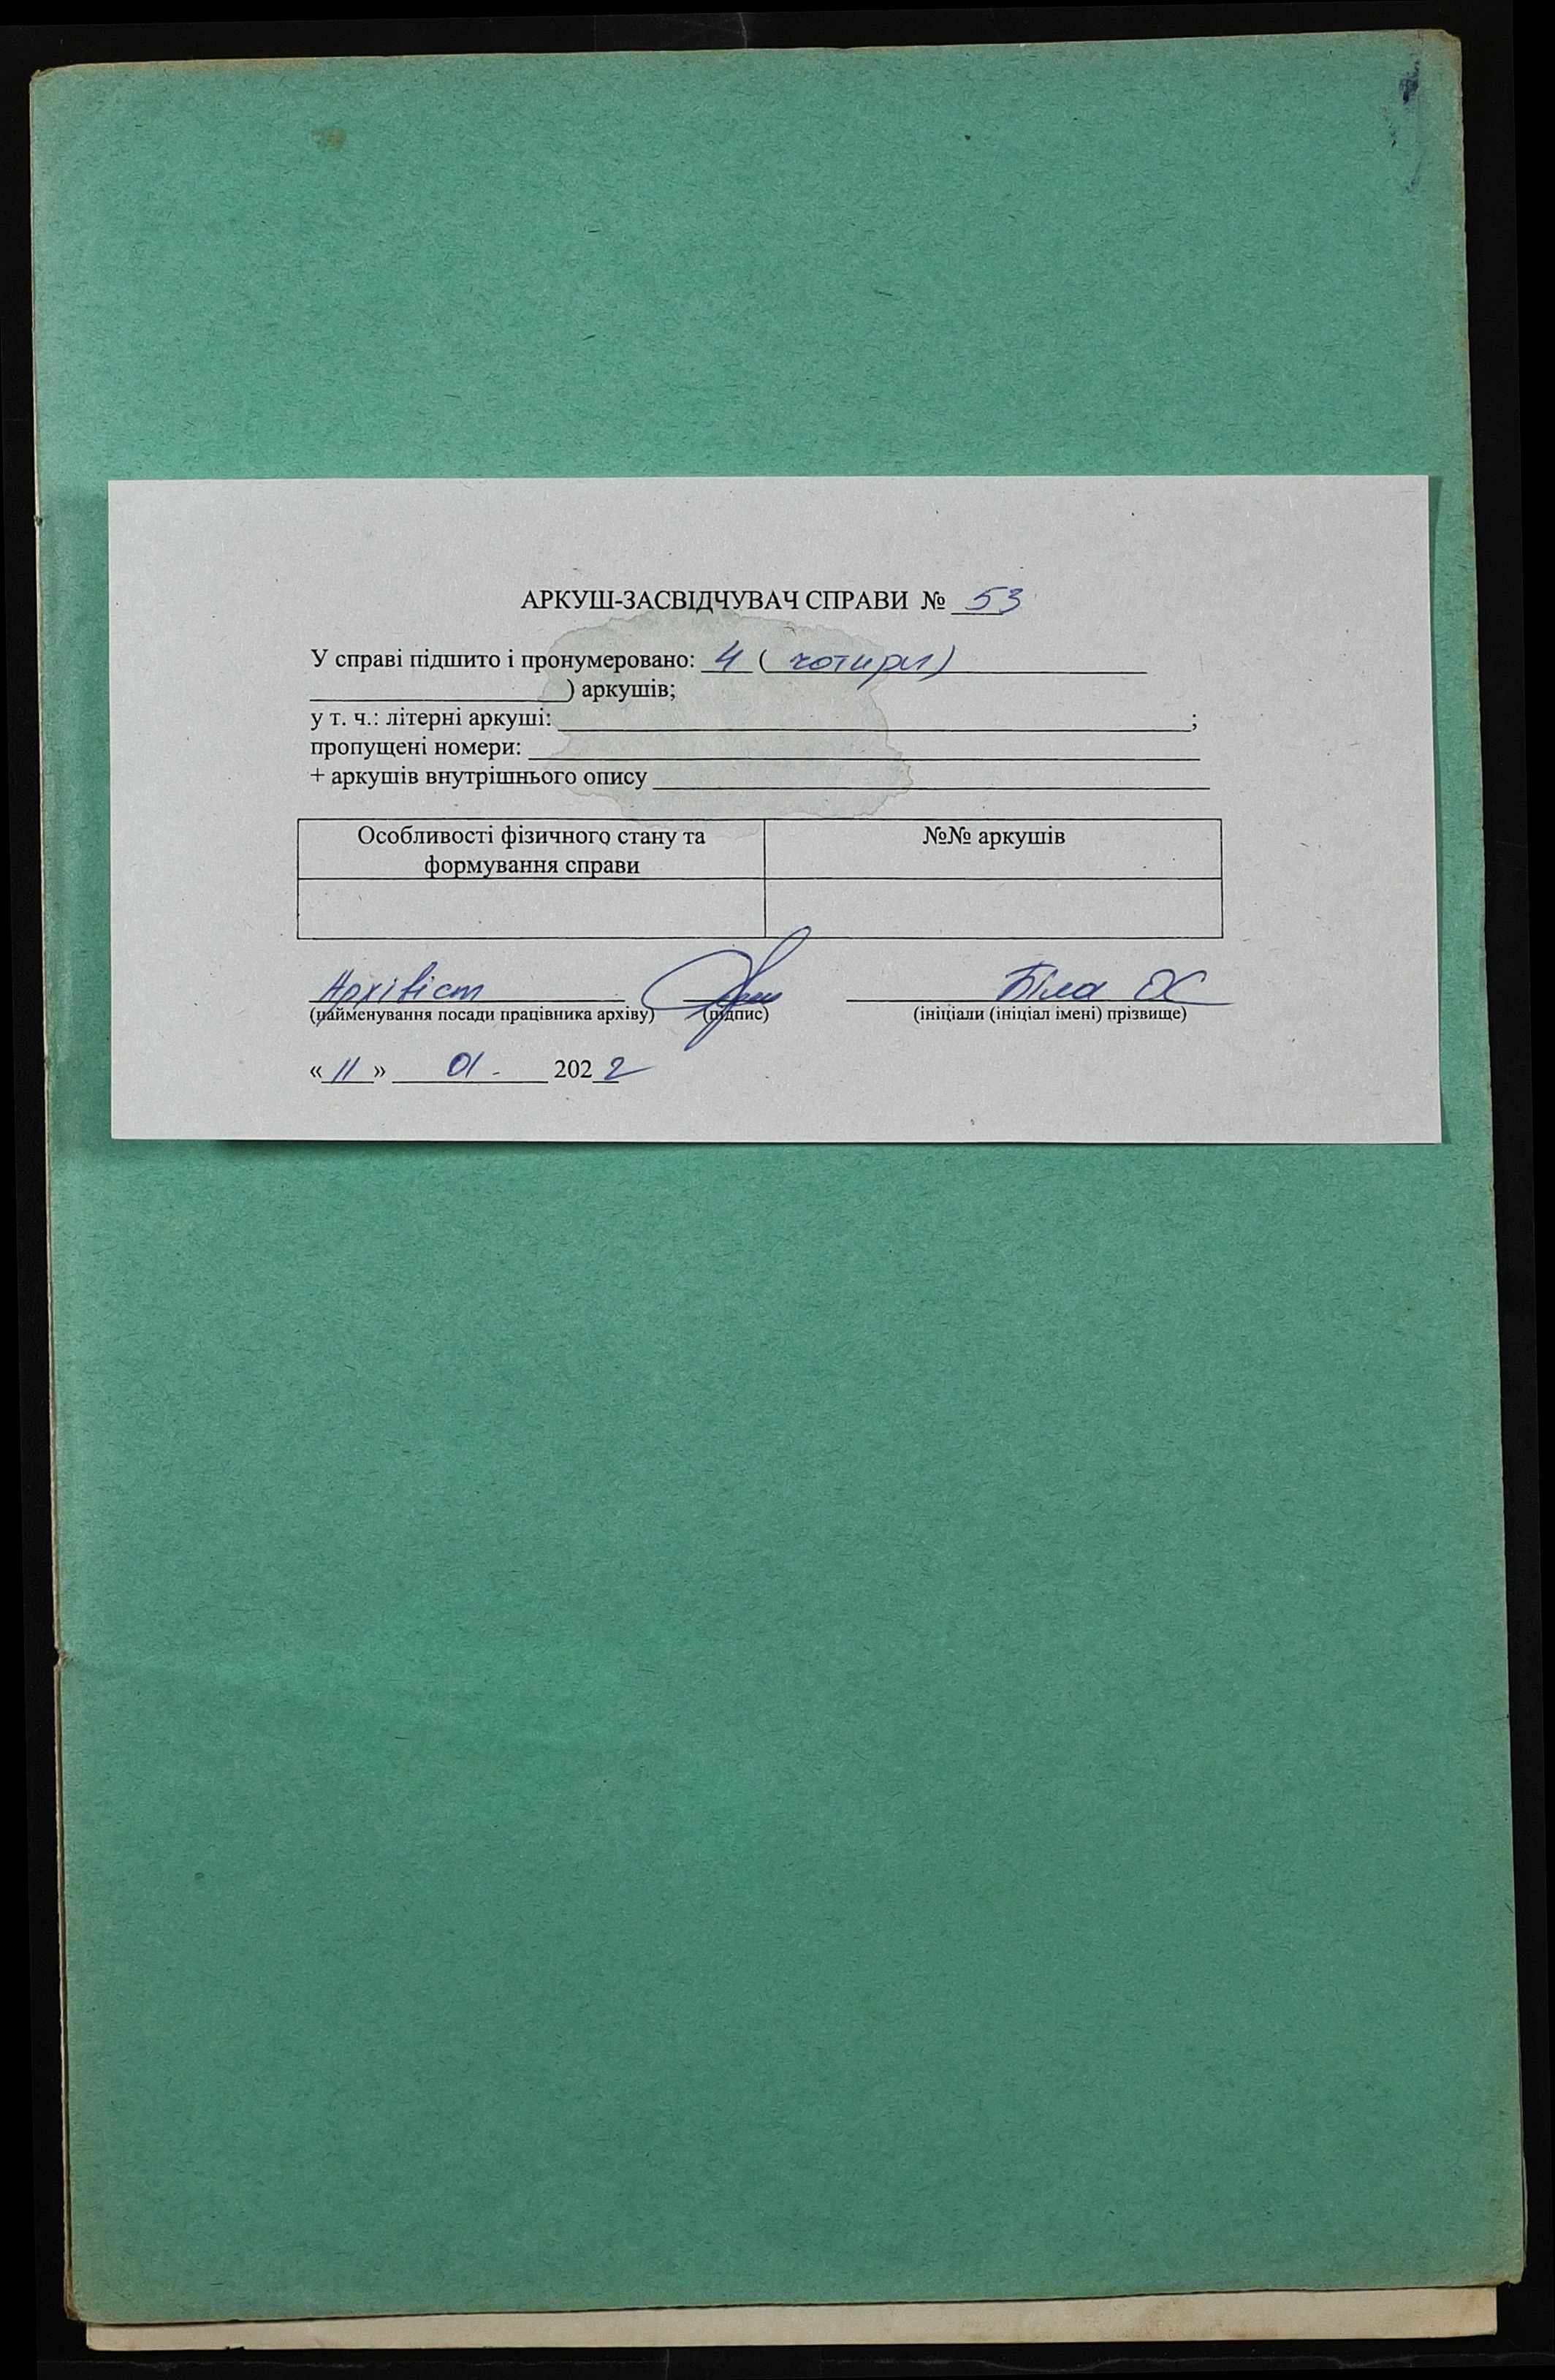 АРКУШ-ЗАСВІДЧУВАЧ СПРАВИ № 53
У справі підшито і пронумеровано: 4 ( чотири)
) аркушів;
у т. ч.: літерні аркуші: ;
пропущені номери:
+ аркушів внутрішнього опису
Особливості фізичного стану та
формування справи
№№ аркушів
Архівіст Біла ОС
(найменування посади працівника архіву) (підпис) (ініціали (ініціал імені) прізвище)
« 11 » 01 - 2022